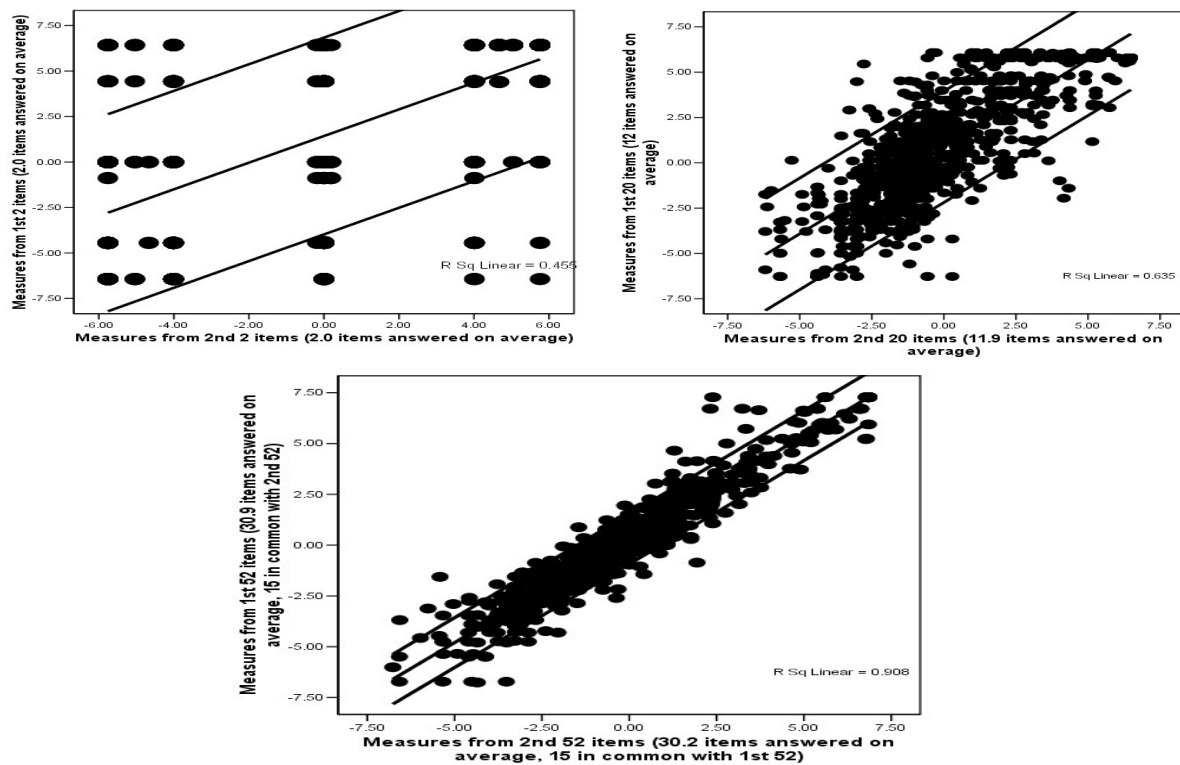 Measures from 1st 2 items (2.0 items answered on average)
7.50
5.00
2.50
0.00
-2.50
-5.00
-7.50
R Sq Linear = 0.455
-6.00 -4.00 -2.00 0.00 2.00 4.00 6.00
Measures from 2nd 2 items (2.0 items answered on average)
Measures from 1st 20 items (12 items answered on
average)
7.50
5.00
2.50
0.00
-2.50
-5.00
-7.50
R Sq Linear = 0.635
-7.50 -5.00 -2.50 0.00 2.50 5.00 7.50
Measures from 2nd 20 items (11.9 items answered on
average)
Measures from 1st 52 items (30.9 items answered on
average, 15 in common with 2nd 52)
7.50
5.00
2.50
0.00
-2.50
-5.00
-7.50
R Sq Linear = 0.908
-7.50 -5.00 -2.50 0.00 2.50 5.00 7.50
Measures from 2nd 52 items (30.2 items answered on
average, 15 in common with 1st 52)